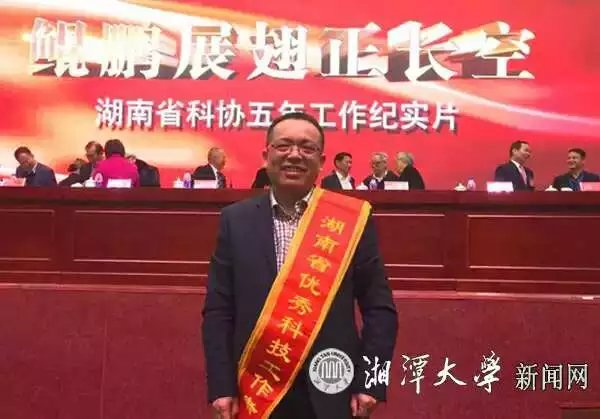 鲲鹏展翅正长空
湖南省科协五年工作纪实片
湖南省优秀科技工作者
湘潭大学 新闻网